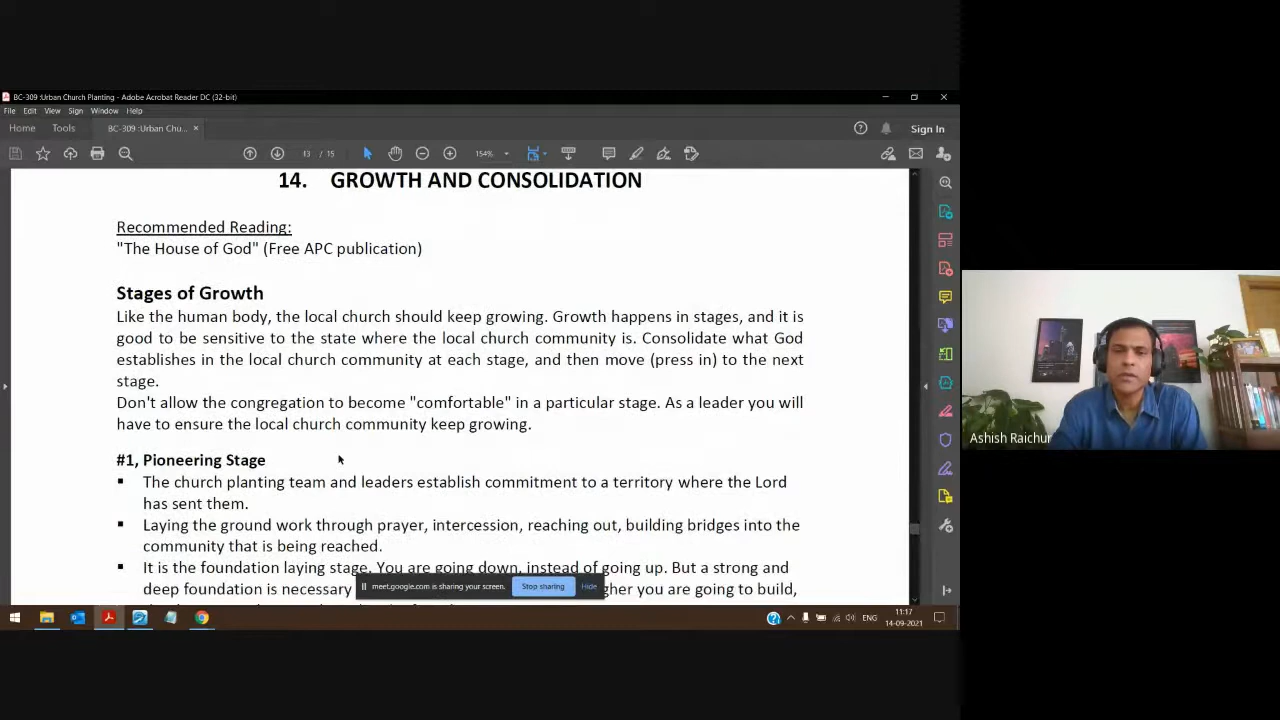 BC-309 :Urban Church Planting - Adobe Acrobat Reader DC (32-bit)
File Edit View Sign Window Help
Home Tools BC-309 :Urban Chu... × Sign In
/ 15 154%
14. GROWTH AND CONSOLIDATION
Recommended Reading:
"The House of God" (Free APC publication)
Stages of Growth
Like the human body, the local church should keep growing. Growth happens in stages, and it is
good to be sensitive to the state where the local church community is. Consolidate what God
establishes in the local church community at each stage, and then move (press in) to the next
stage.
Don't allow the congregation to become "comfortable" in a particular stage. As a leader you will
have to ensure the local church community keep growing.
#1, Pioneering Stage
▪ The church planting team and leaders establish commitment to a territory where the Lord
has sent them.
▪ Laying the ground work through prayer, intercession, reaching out, building bridges into the
community that is being reached.
▪ It is the foundation laying stage. You are going down, instead of going up. But a strong and
deep foundation is necessary gher you are going to build,
meet.google.com is sharing your screen. Stop sharing Hide
Ashish Raichur
ENG 11:17
14-09-2021